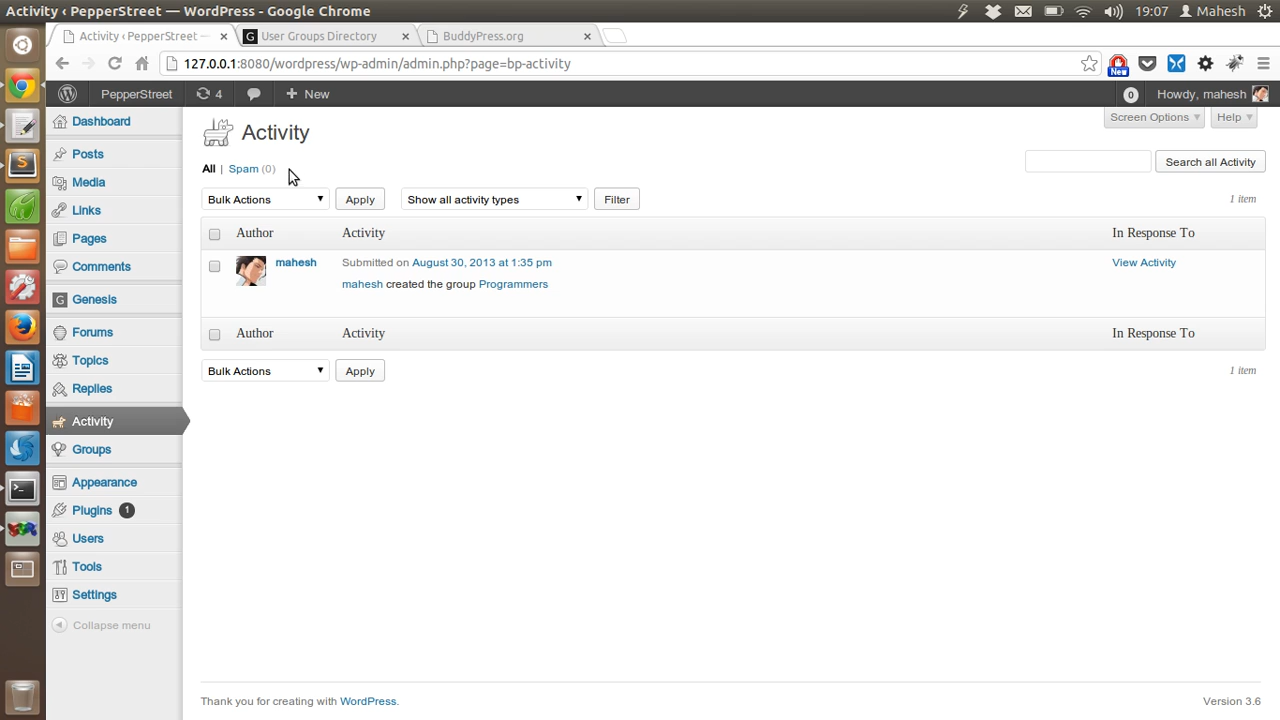 Activity ‹ PepperStreet — WordPress - Google Chrome
19:07 Mahesh
Activity ‹ PepperStreet —
G User Groups Directory
BuddyPress.org
127.0.0.1:8080/wordpress/wp-admin/admin.php?page=bp-activity
New
PepperStreet
4
New
0
Howdy, mahesh
Dashboard
Posts
Media
Links
Pages
Comments
G Genesis
Forums
Topics
Replies
Activity
Groups
Appearance
Plugins 1
Users
Tools
Settings
Collapse menu
Activity
Screen Options
Help
All | Spam (0)
Search all Activity
Bulk Actions
Apply
Show all activity types
Filter
1 item
Author Activity In Response To
mahesh
Submitted on August 30, 2013 at 1:35 pm
View Activity
mahesh created the group Programmers
Author Activity In Response To
Bulk Actions
Apply
1 item
Thank you for creating with WordPress.
Version 3.6